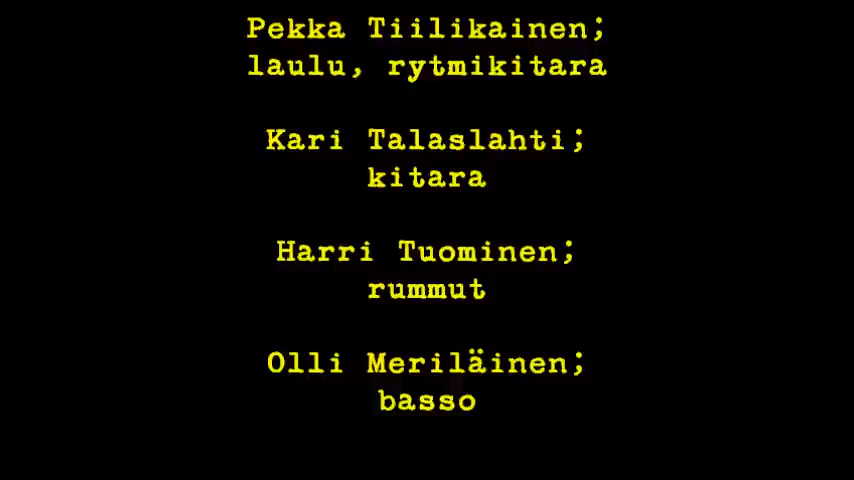 Pekka Tiilikainen;
laulu, rytmikitara
Kari Talaslahti;
kitara
Harri Tuominen;
rummut
Olli Meriläinen;
basso